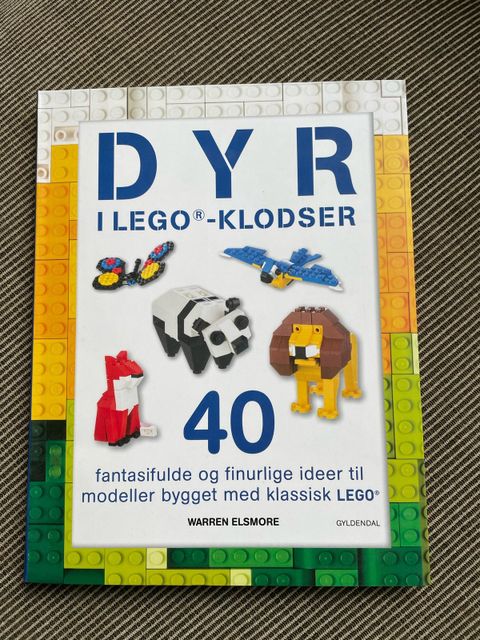 DYR
I LEGO®-KLODSER
40
fantasifulde og finurlige ideer til
modeller bygget med klassisk LEGO®
WARREN ELSMORE
GYLDENDAL